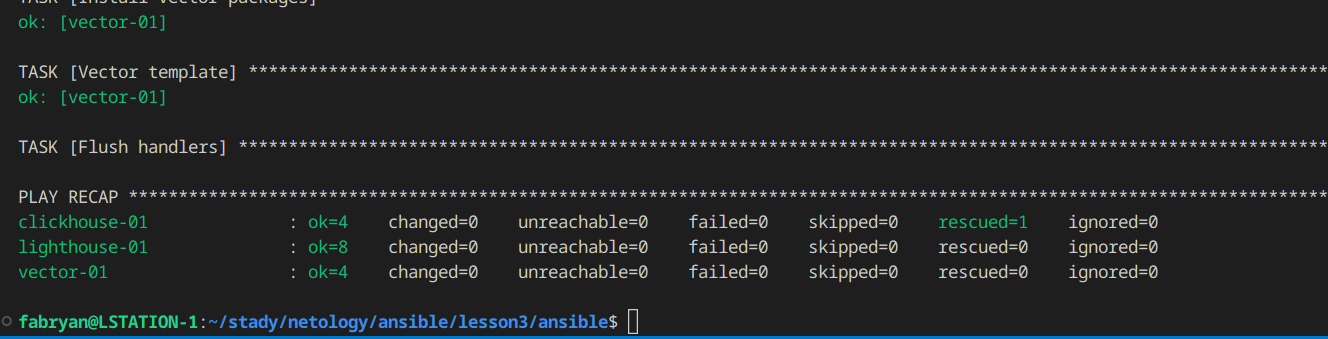 TASK [Install vector packages]
ok: [vector-01]
TASK [Vector template] *********************************************************************************************************
ok: [vector-01]
TASK [Flush handlers] **********************************************************************************************************
PLAY RECAP *********************************************************************************************************************
clickhouse-01 : ok=4 changed=0 unreachable=0 failed=0 skipped=0 rescued=1 ignored=0
lighthouse-01 : ok=8 changed=0 unreachable=0 failed=0 skipped=0 rescued=0 ignored=0
vector-01 : ok=4 changed=0 unreachable=0 failed=0 skipped=0 rescued=0 ignored=0
fabryan@LSTATION-1:~/stady/netology/ansible/lesson3/ansible$